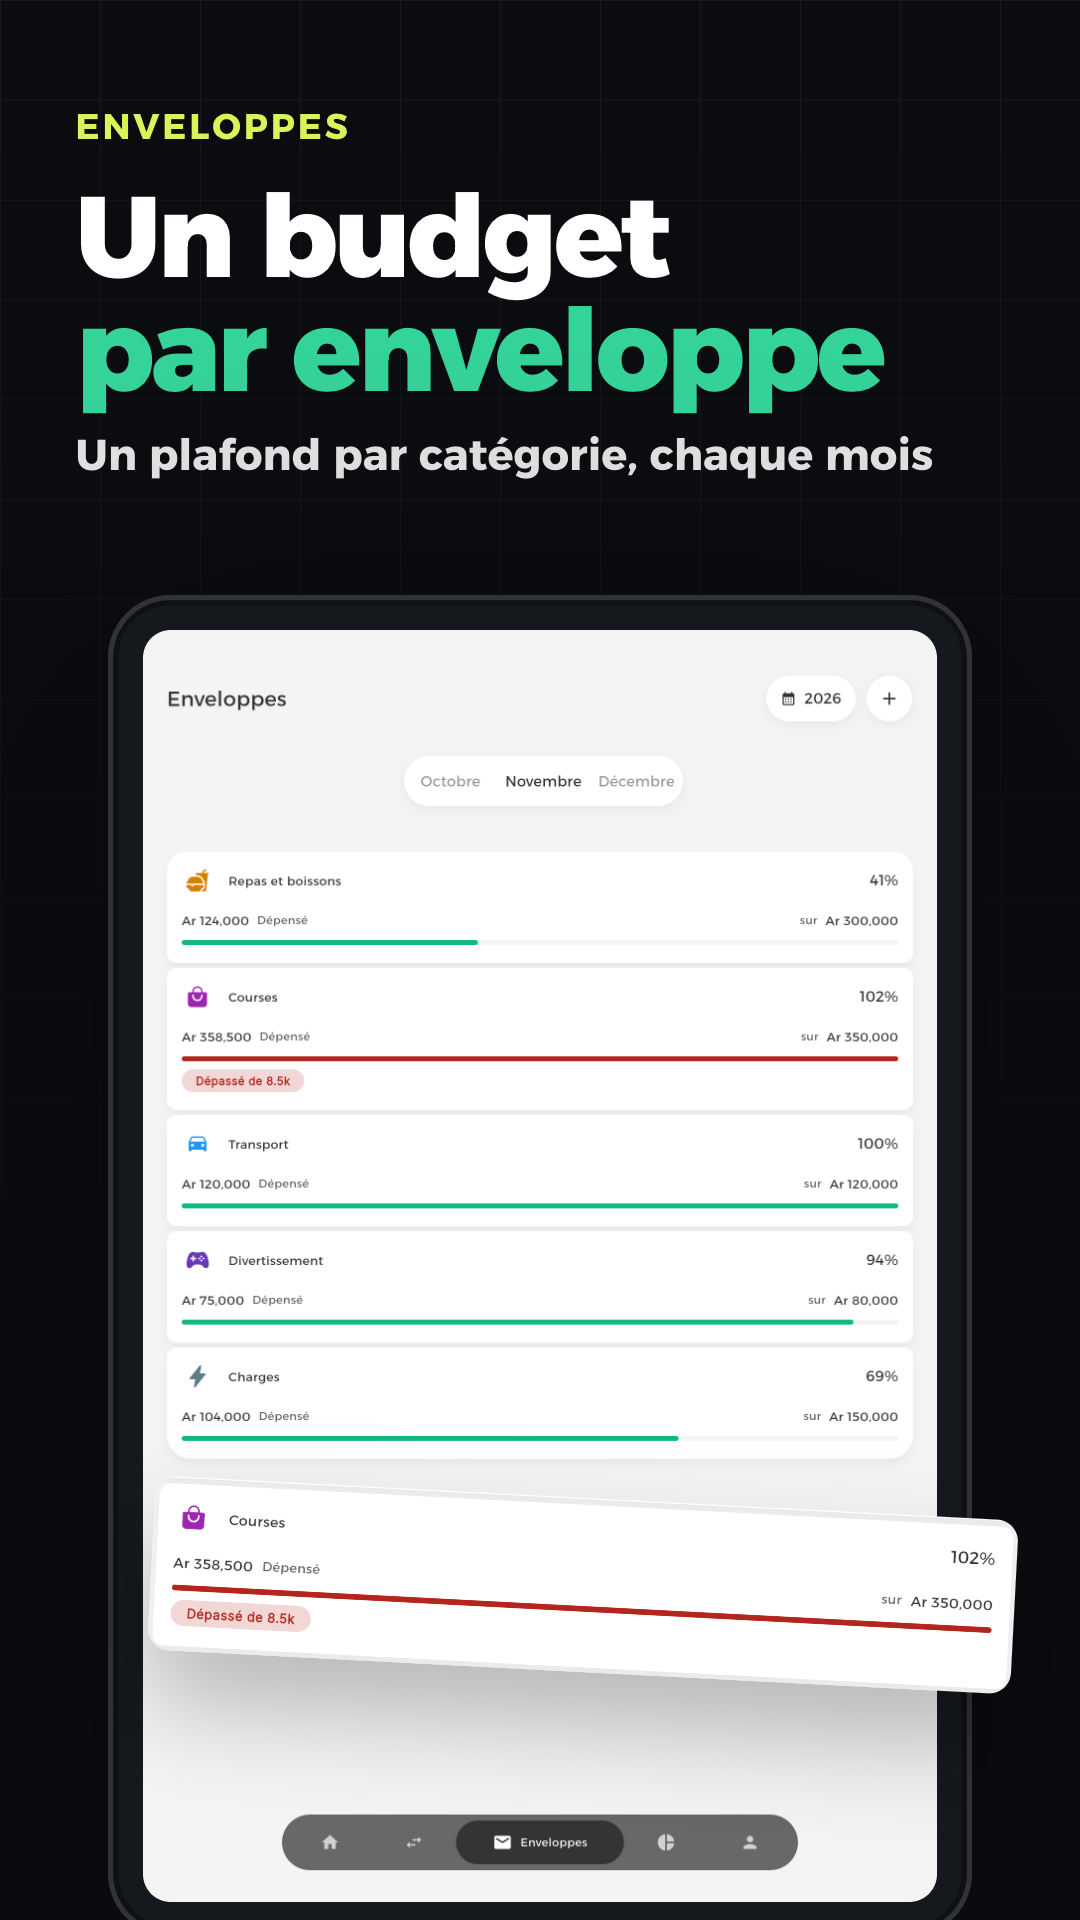 ENVELOPPES
Un budget
par enveloppe
Un plafond par catégorie, chaque mois
Enveloppes 2026 +
Octobre Novembre Décembre
Repas et boissons 41%
Ar 124,000 Dépensé sur Ar 300,000
Courses 102%
Ar 358,500 Dépensé sur Ar 350,000
Dépassé de 8.5k
Transport 100%
Ar 120,000 Dépensé sur Ar 120,000
Divertissement 94%
Ar 75,000 Dépensé sur Ar 80,000
Charges 69%
Ar 104,000 Dépensé sur Ar 150,000
Courses 102%
Ar 358,500 Dépensé sur Ar 350,000
Dépassé de 8.5k
Enveloppes